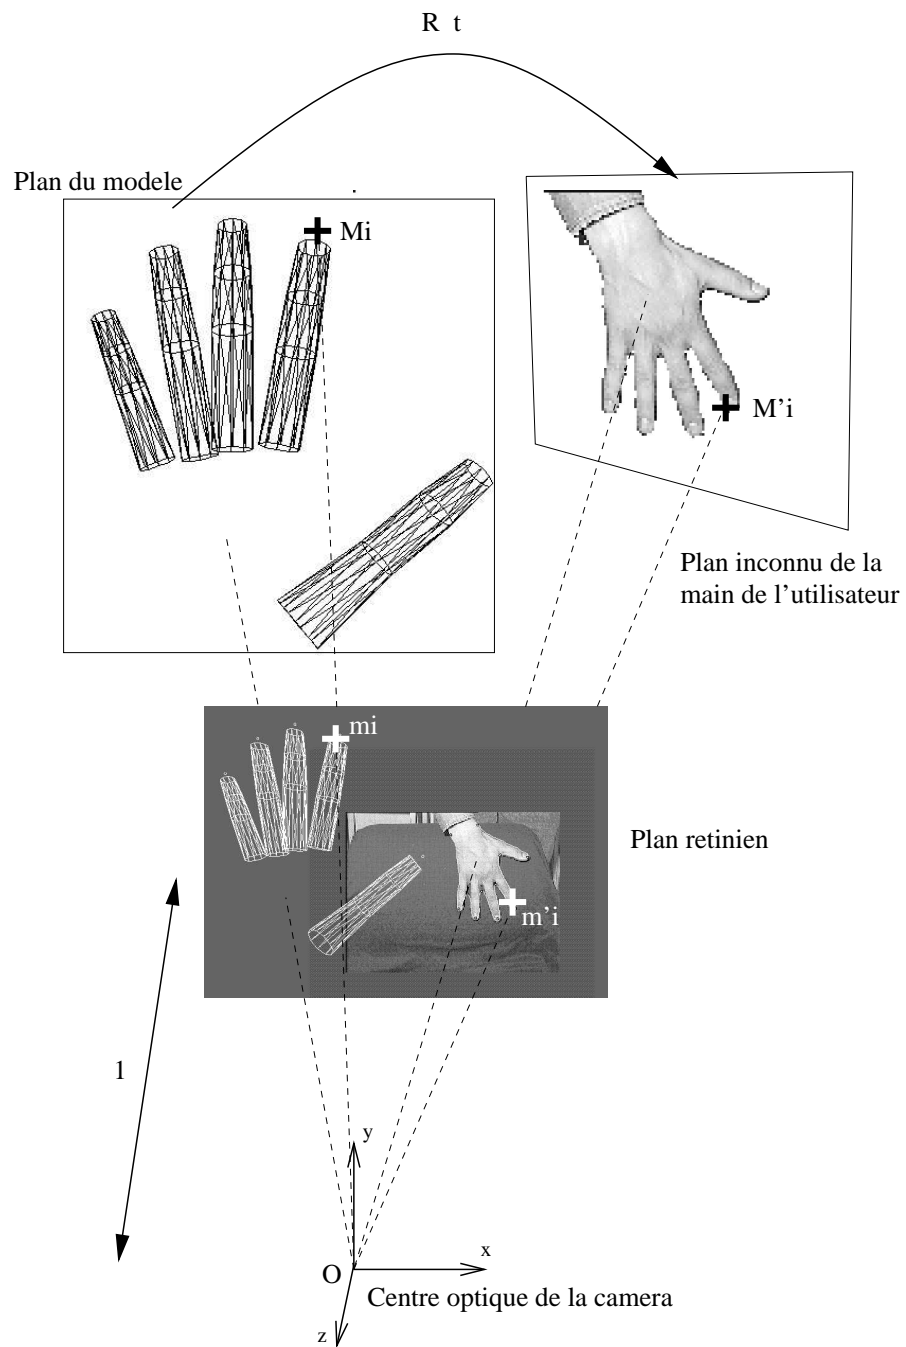 R t
Plan du modele
Mi
M'i
Plan inconnu de la
main de l'utilisateur
mi
Plan retinien
m'i
1
y
x
O
Centre optique de la camera
z